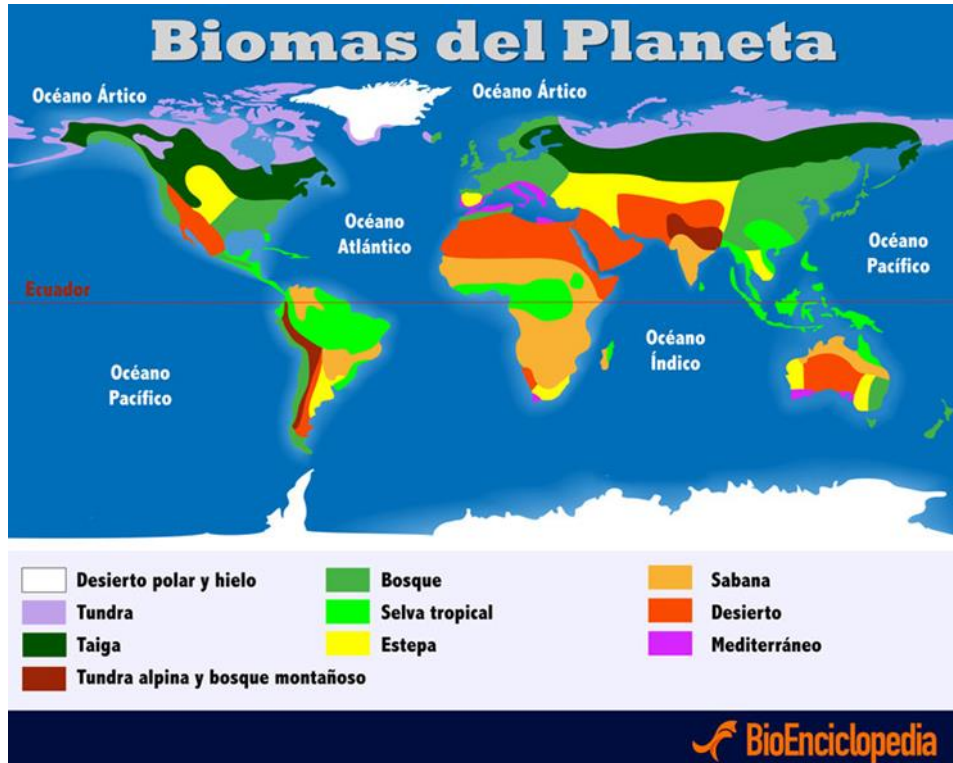 Biomas del Planeta
Océano Ártico
Océano Ártico
Océano
Atlántico
Océano
Pacífico
Ecuador
Océano
Índico
Océano
Pacífico
Desierto polar y hielo
Tundra
Taiga
Tundra alpina y bosque montañoso
Bosque
Selva tropical
Estepa
Sabana
Desierto
Mediterráneo
BioEnciclopedia